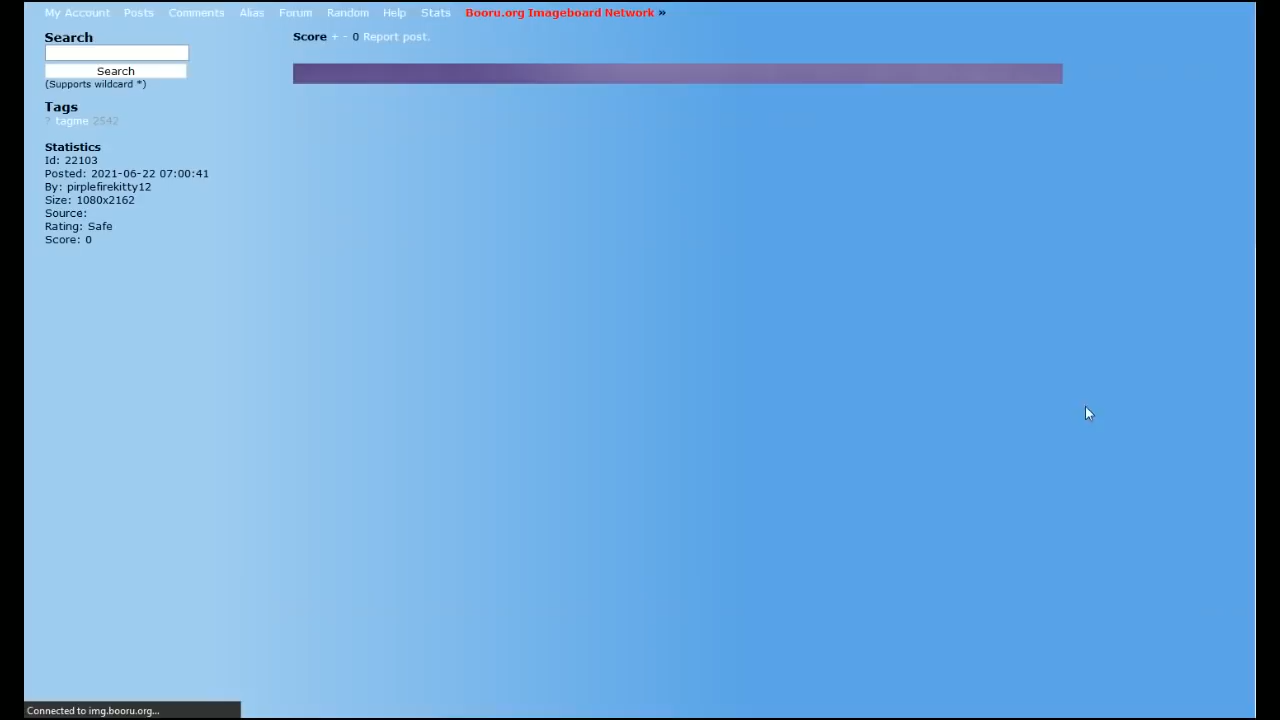 My Account Posts Comments Alias Forum Random Help Stats Booru.org Imageboard Network »
Search
Search
(Supports wildcard *)
Tags
? tagme 2542
Statistics
Id: 22103
Posted: 2021-06-22 07:00:41
By: pirplefirekitty12
Size: 1080x2162
Source:
Rating: Safe
Score: 0
Score + - 0 Report post.
Connected to img.booru.org...